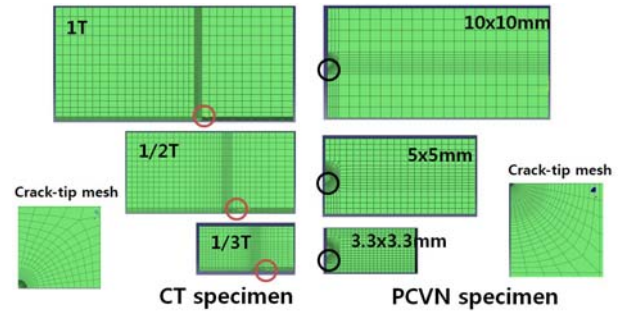 1T
10x10mm
1/2T
5x5mm
Crack-tip mesh
Crack-tip mesh
1/3T
3.3x3.3mm
CT specimen
PCVN specimen